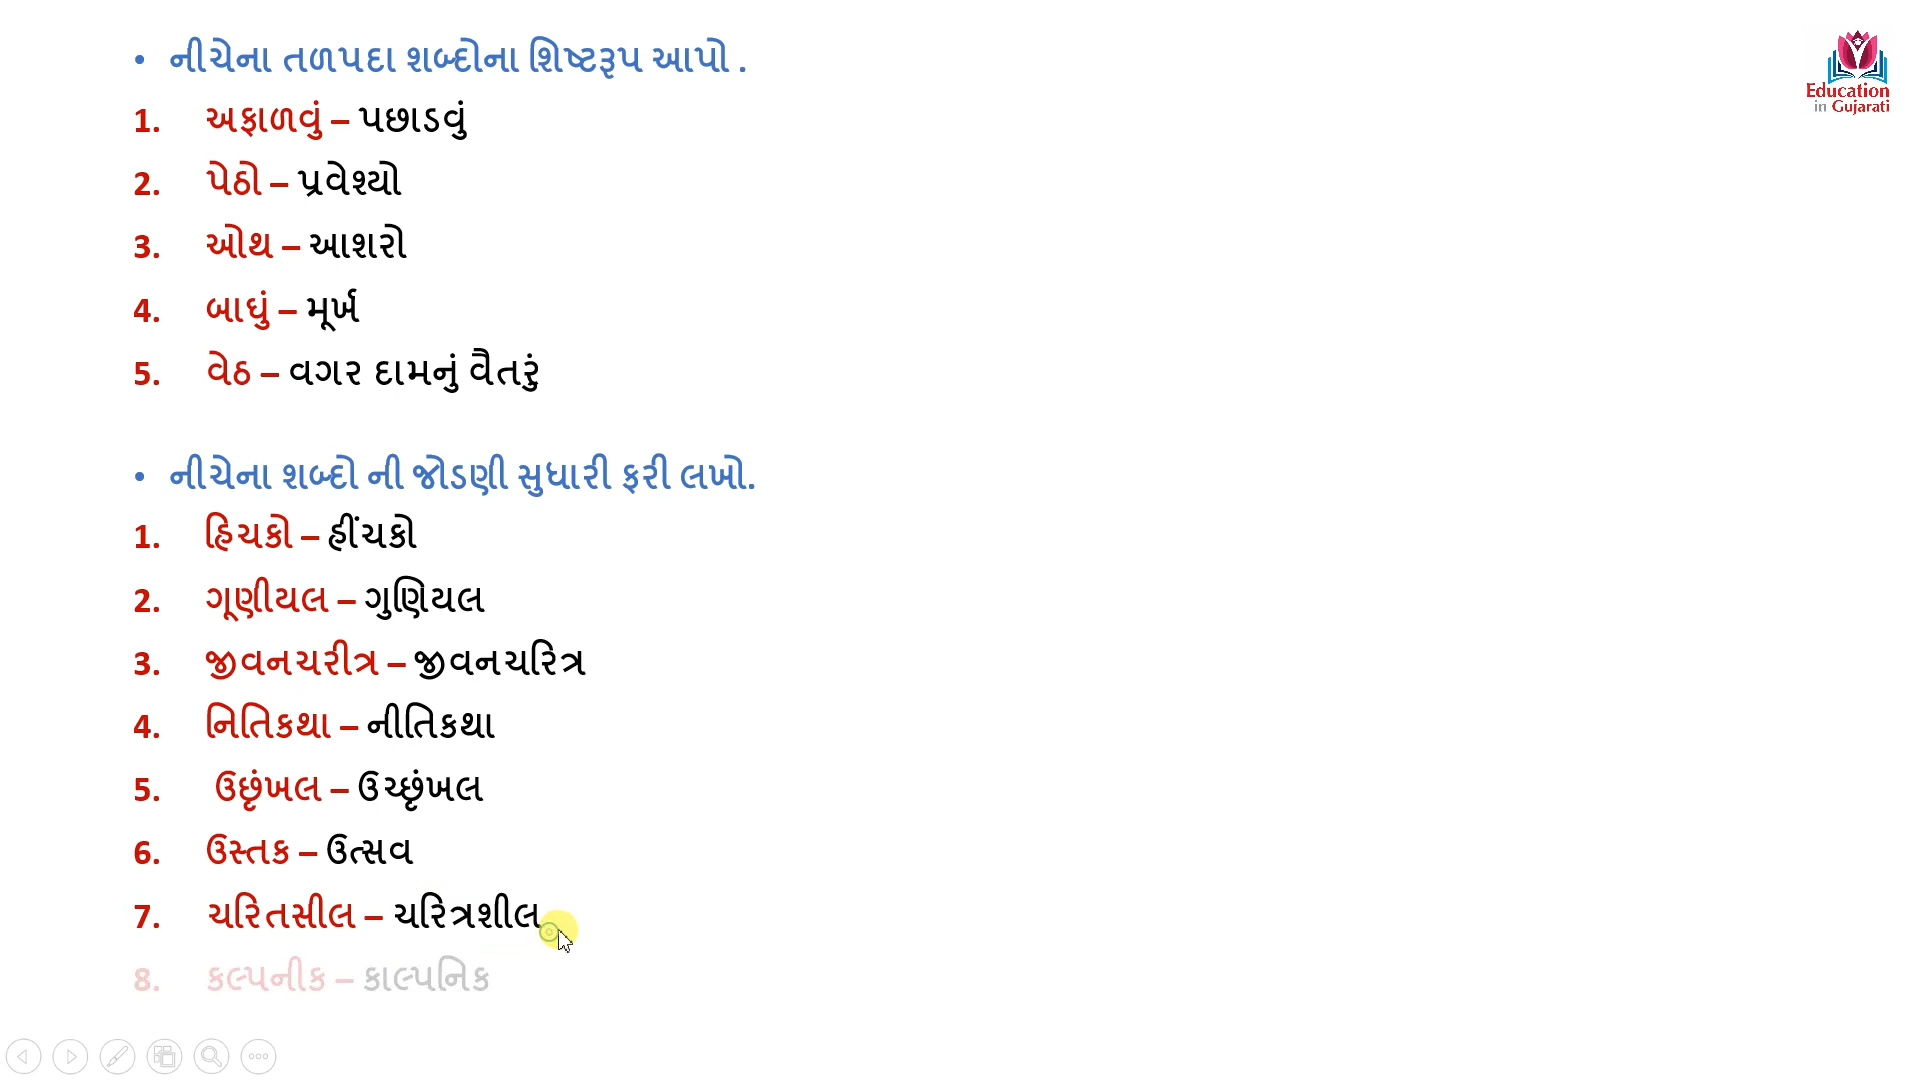 • નીચેના તળપદા શબ્દોના શિષ્ટરૂપ આપો .
1. અફાળવું – પછાડવું
2. પેઠો – પ્રવેશ્યો
3. ઓથ – આશરો
4. બાઘું – મૂર્ખ
5. વેઠ – વગર દામનું વૈતરું
• નીચેના શબ્દો ની જોડણી સુધારી ફરી લખો.
1. હિચકો – હીંચકો
2. ગૂણીયલ – ગુણિયલ
3. જીવનચરીત્ર – જીવનચરિત્ર
4. નિતિકથા – નીતિકથા
5. ઉછૃંખલ – ઉચ્છૃંખલ
6. ઉસ્તક – ઉત્સવ
7. ચરિતસીલ – ચરિત્રશીલ
8. કલ્પનીક – કાલ્પનિક
Education
in Gujarati